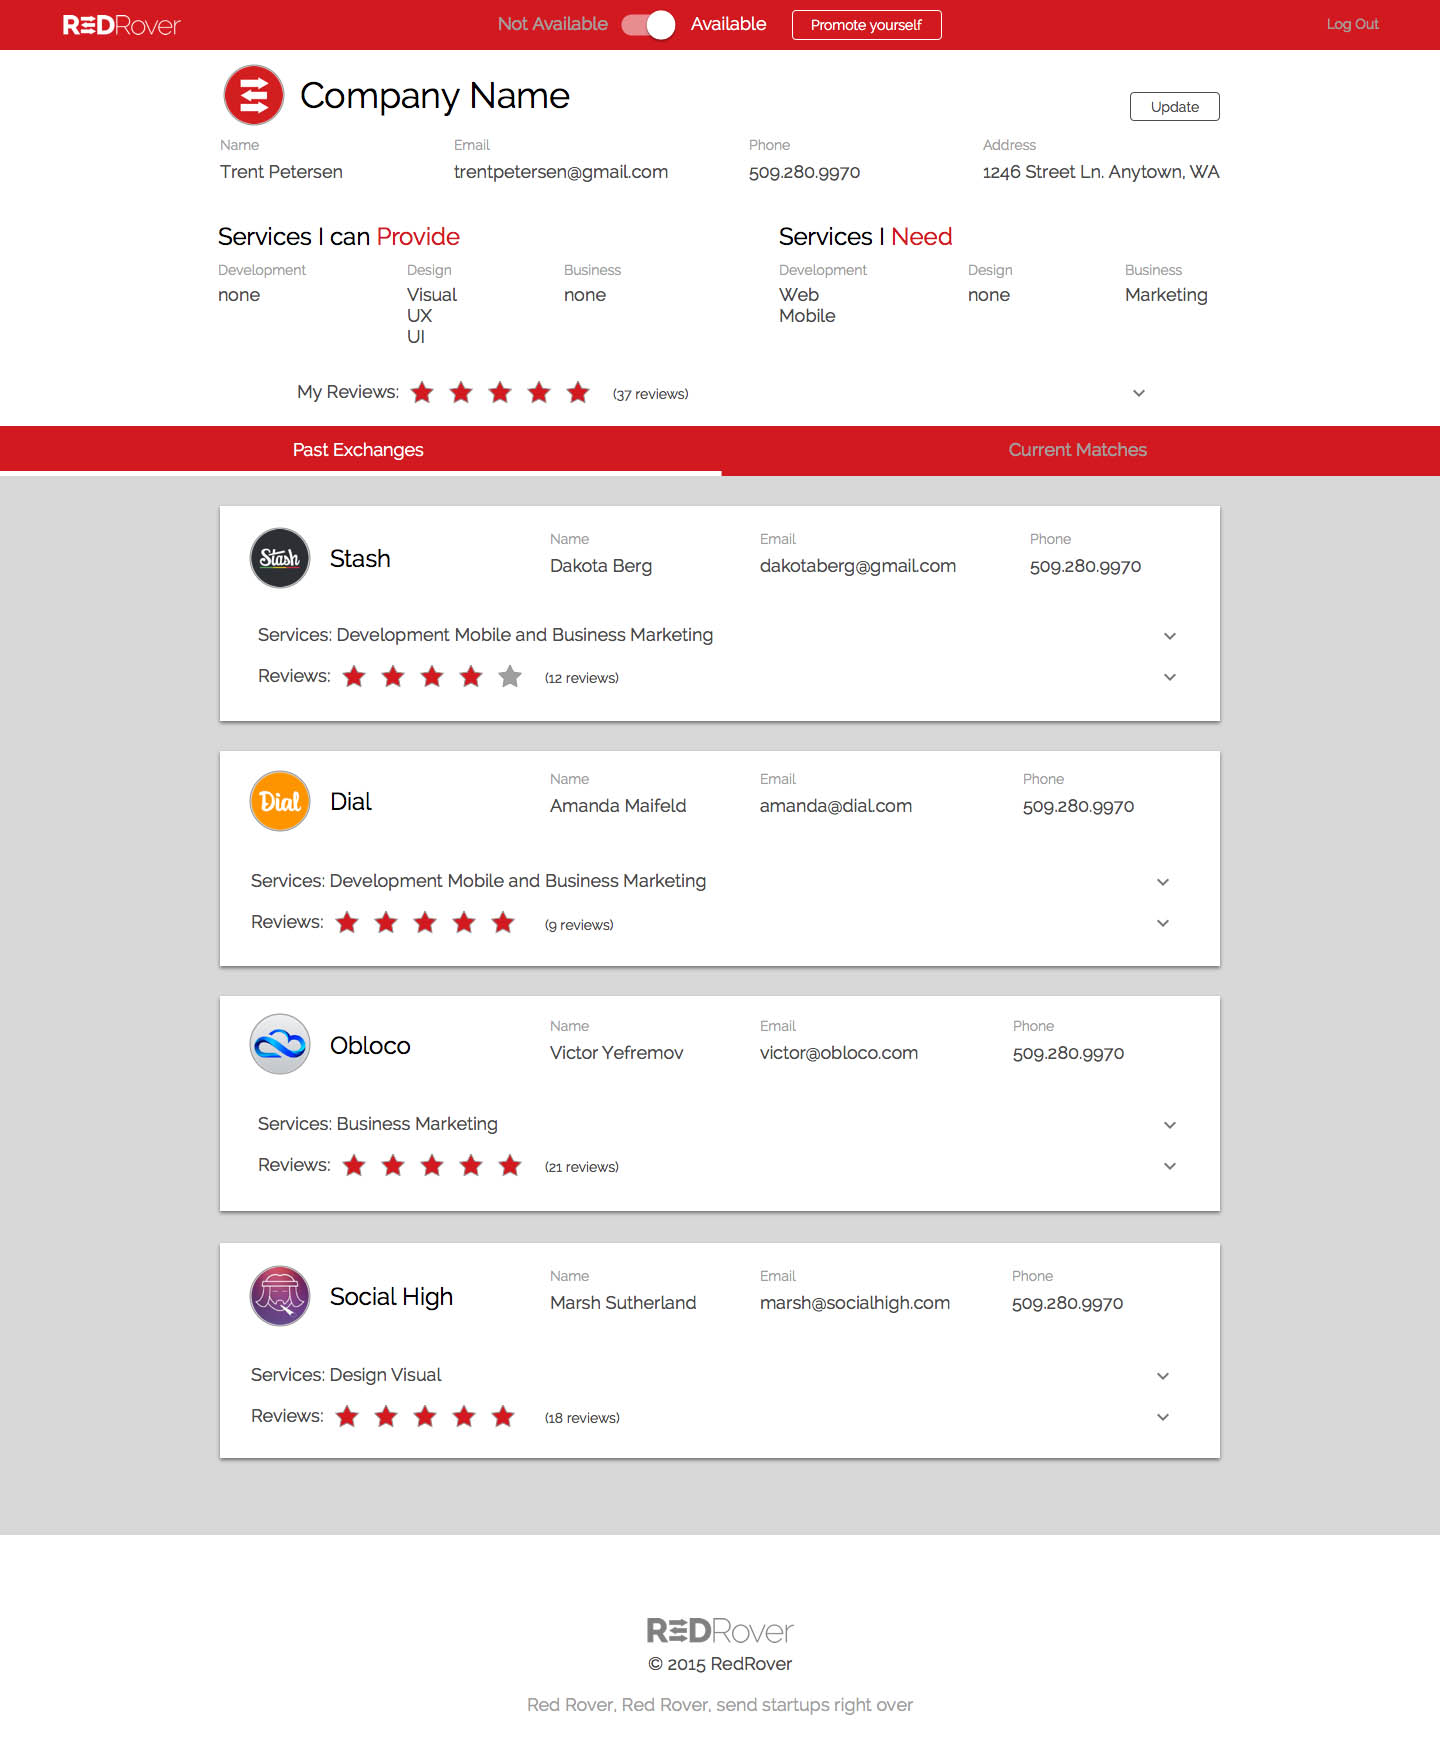 REDRover
Not Available Available Promote yourself Log Out
Company Name
Update
Name Email Phone Address
Trent Petersen trentpetersen@gmail.com 509.280.9970 1246 Street Ln. Anytown, WA
Services I can Provide Services I Need
Development Design Business Development Design Business
none Visual none Web none Marketing
UX Mobile
UI
My Reviews: (37 reviews)
Past Exchanges Current Matches
Stash Stash
Name Email Phone
Dakota Berg dakotaberg@gmail.com 509.280.9970
Services: Development Mobile and Business Marketing
Reviews: (12 reviews)
Dial Dial
Name Email Phone
Amanda Maifeld amanda@dial.com 509.280.9970
Services: Development Mobile and Business Marketing
Reviews: (9 reviews)
Obloco
Name Email Phone
Victor Yefremov victor@obloco.com 509.280.9970
Services: Business Marketing
Reviews: (21 reviews)
Social High
Name Email Phone
Marsh Sutherland marsh@socialhigh.com 509.280.9970
Services: Design Visual
Reviews: (18 reviews)
REDRover
© 2015 RedRover
Red Rover, Red Rover, send startups right over